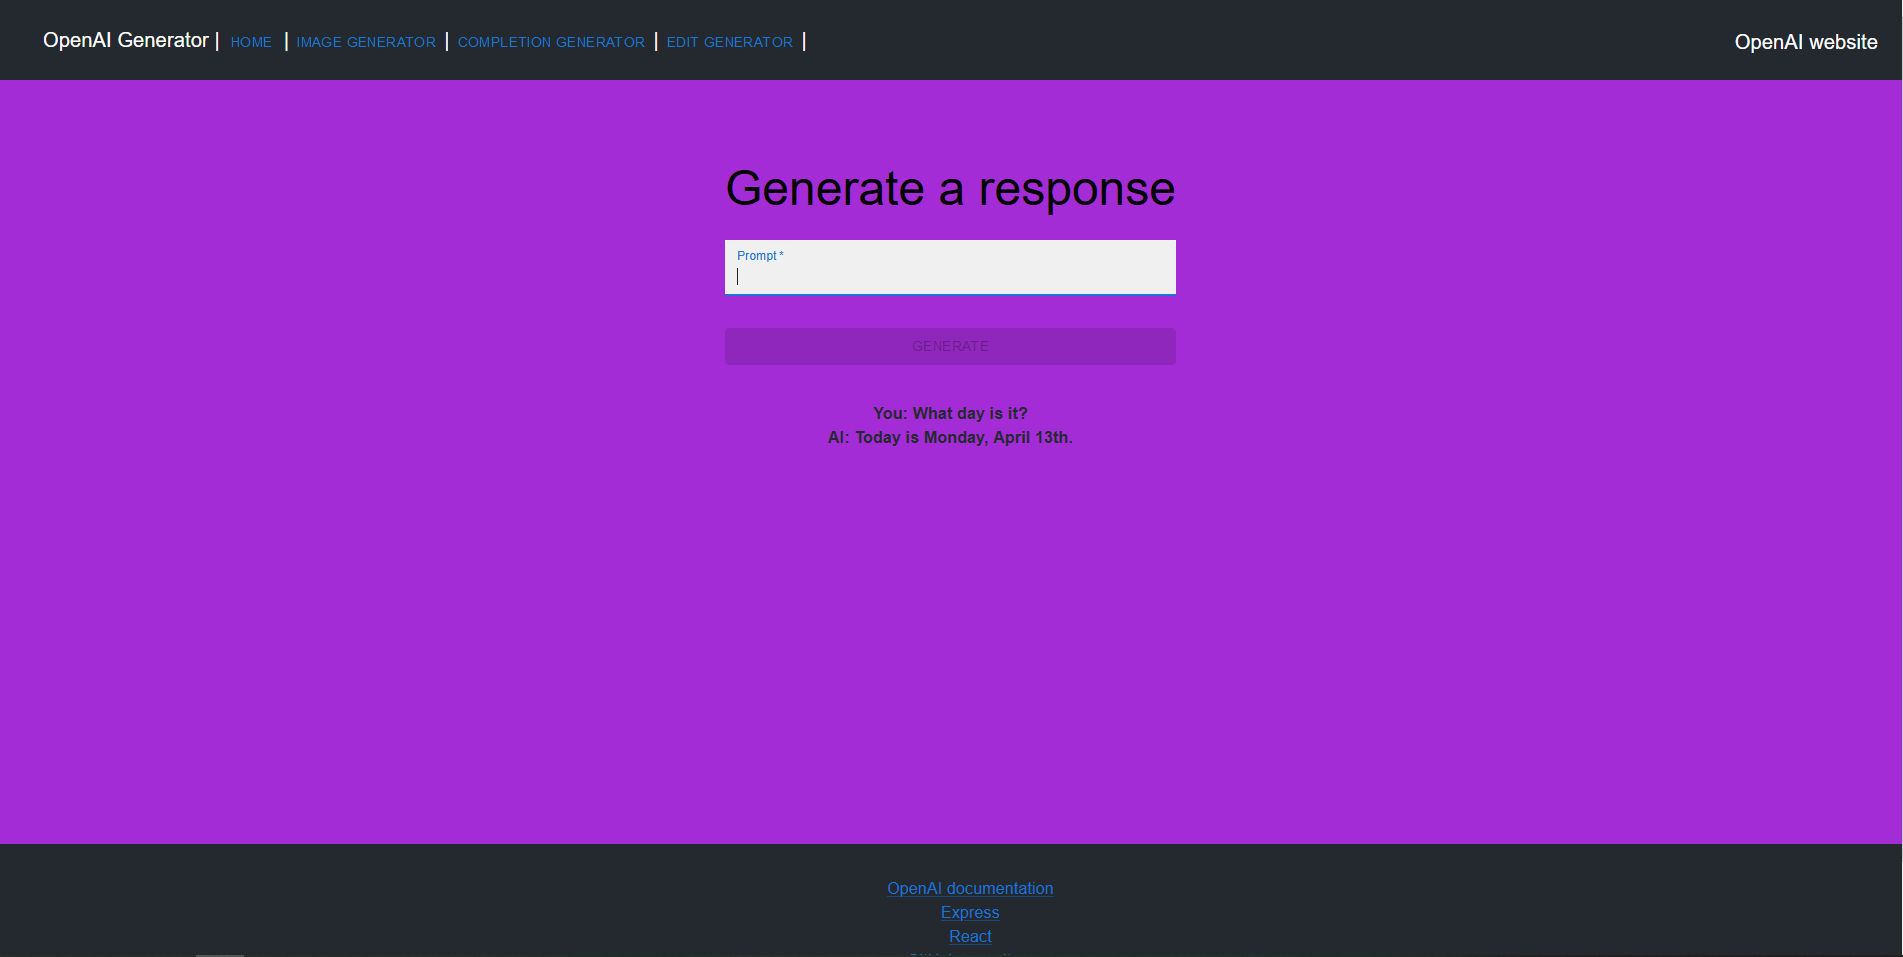 OpenAI Generator | HOME | IMAGE GENERATOR | COMPLETION GENERATOR | EDIT GENERATOR |
OpenAI website
Generate a response
Prompt *
GENERATE
You: What day is it?
AI: Today is Monday, April 13th.
OpenAI documentation
Express
React